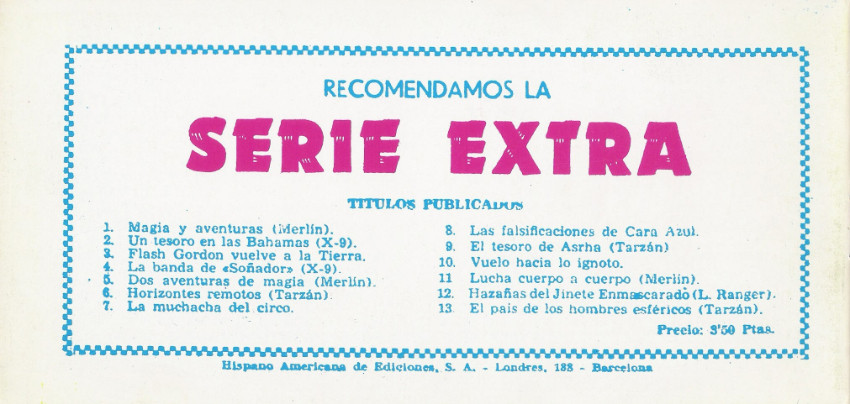 RECOMENDAMOS LA
SERIE EXTRA
TITULOS PUBLICADOS
1. Magia y aventuras (Merlín).
2. Un tesoro en las Bahamas (X-9).
3. Flash Gordon vuelve a la Tierra.
4. La banda de «Soñador» (X-9).
5. Dos aventuras de magia (Merlín).
6. Horizontes remotos (Tarzán).
7. La muchacha del circo.
8. Las falsificaciones de Cara Azul.
9. El tesoro de Asrha (Tarzán)
10. Vuelo hacia lo ignoto.
11 Lucha cuerpo a cuerpo (Merlín).
12. Hazañas del Jinete Enmascarado (L. Ranger).
13 El país de los hombres esféricos (Tarzán).
Precio: 3'50 Ptas.
Hispano Americana de Ediciones, S. A. - Londres, 188 - Barcelona